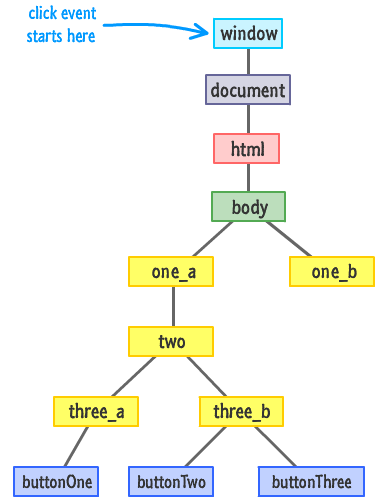 click event
starts here
window
document
html
body
one_a
one_b
two
three_a
three_b
buttonOne
buttonTwo
buttonThree